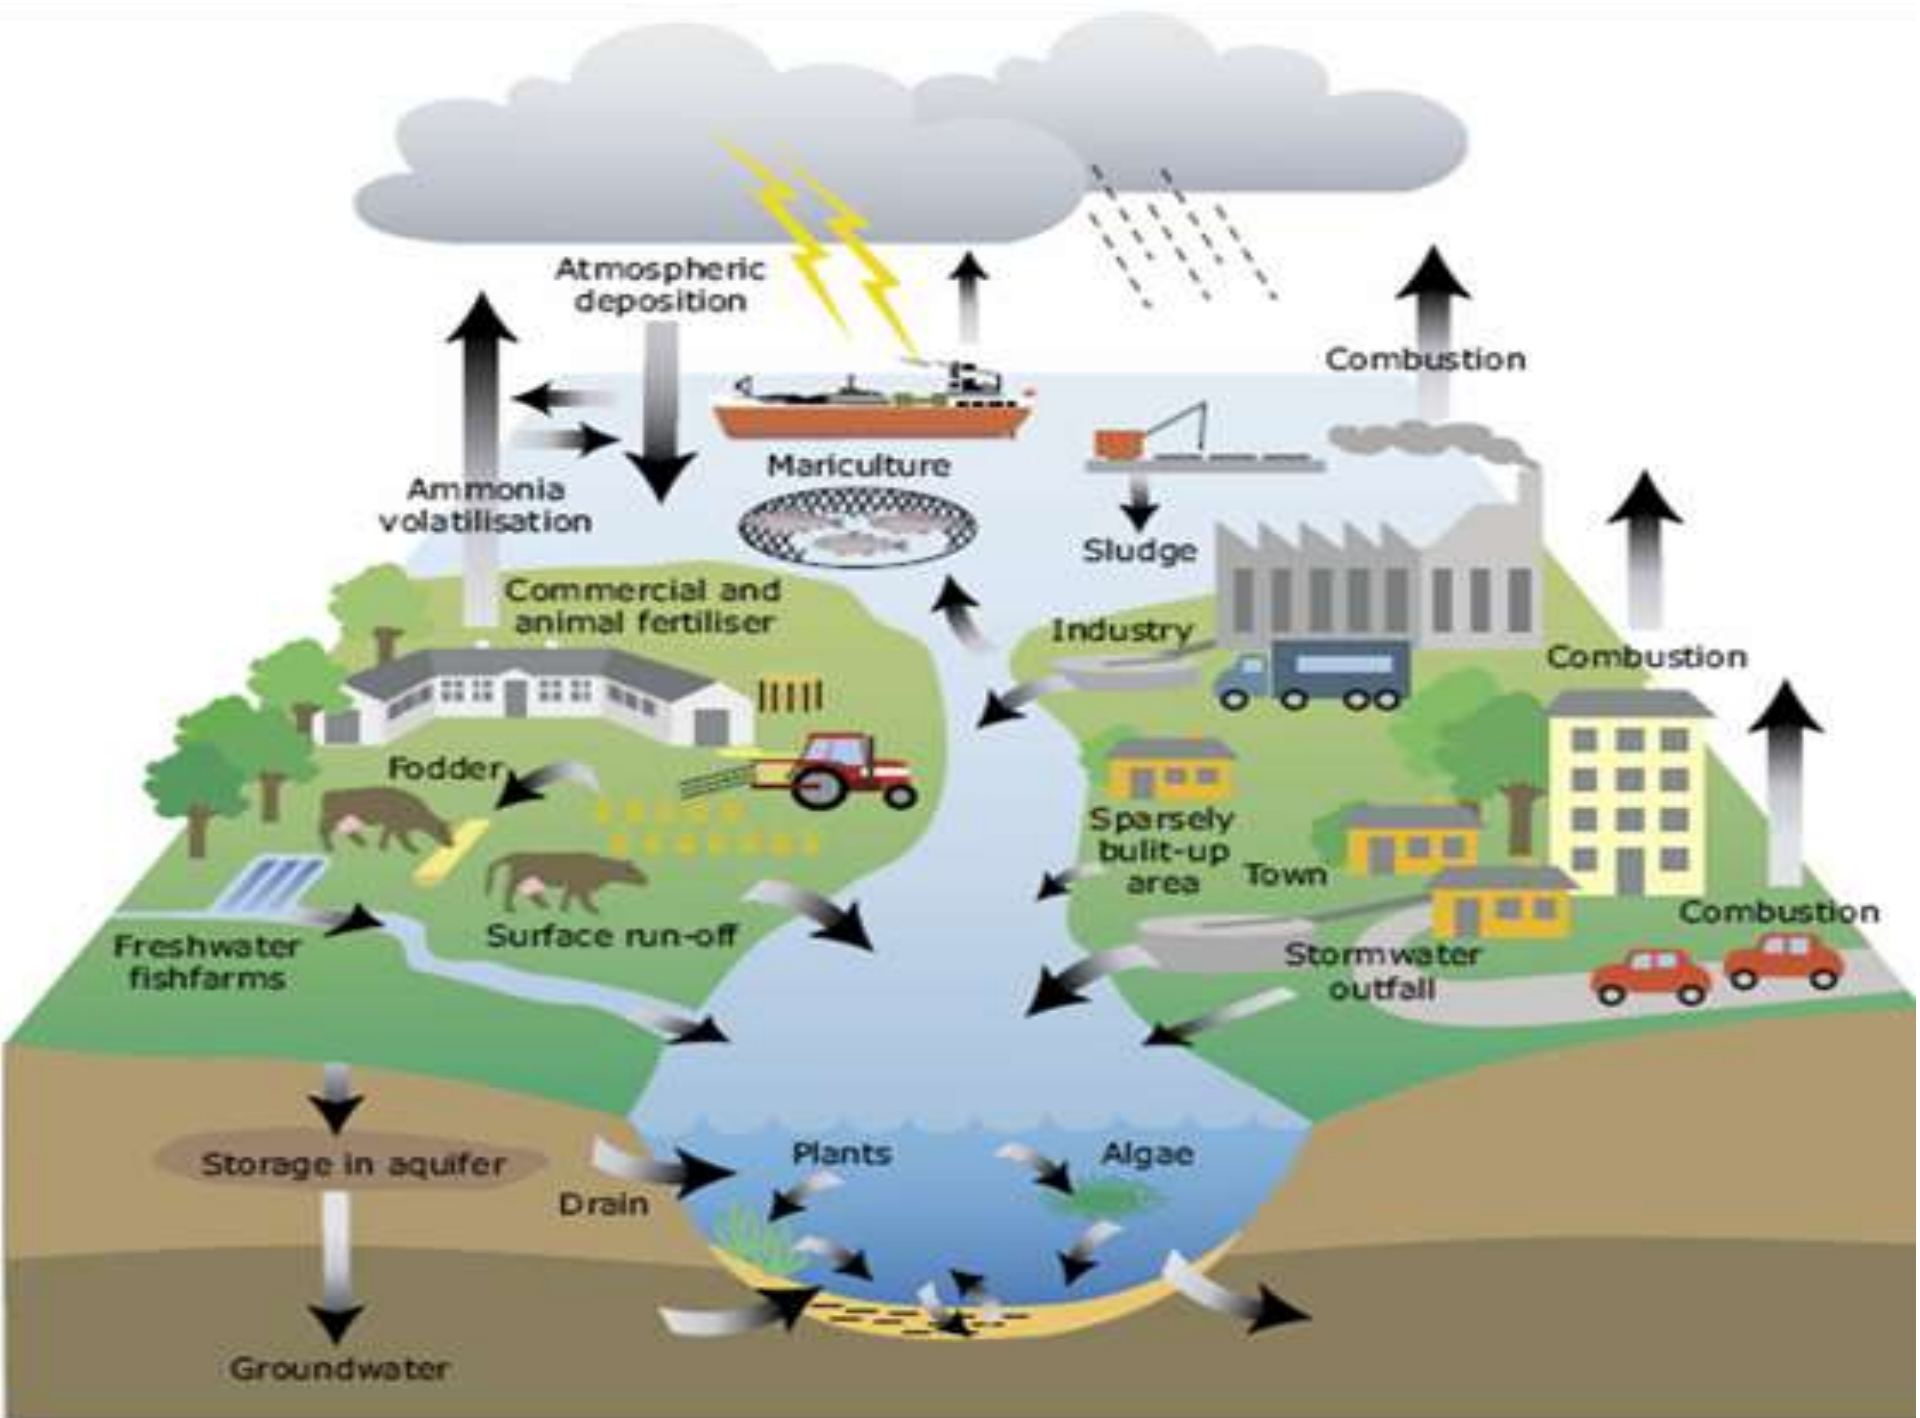 Atmospheric
deposition
Combustion
Mariculture
Ammonia
volatilisation
Sludge
Commercial and
animal fertiliser
Industry
Combustion
Fodder
Sparsely
bulit-up
area
Town
Combustion
Surface run-off
Freshwater
fishfarms
Stormwater
outfall
Plants
Algae
Storage in aquifer
Drain
Groundwater